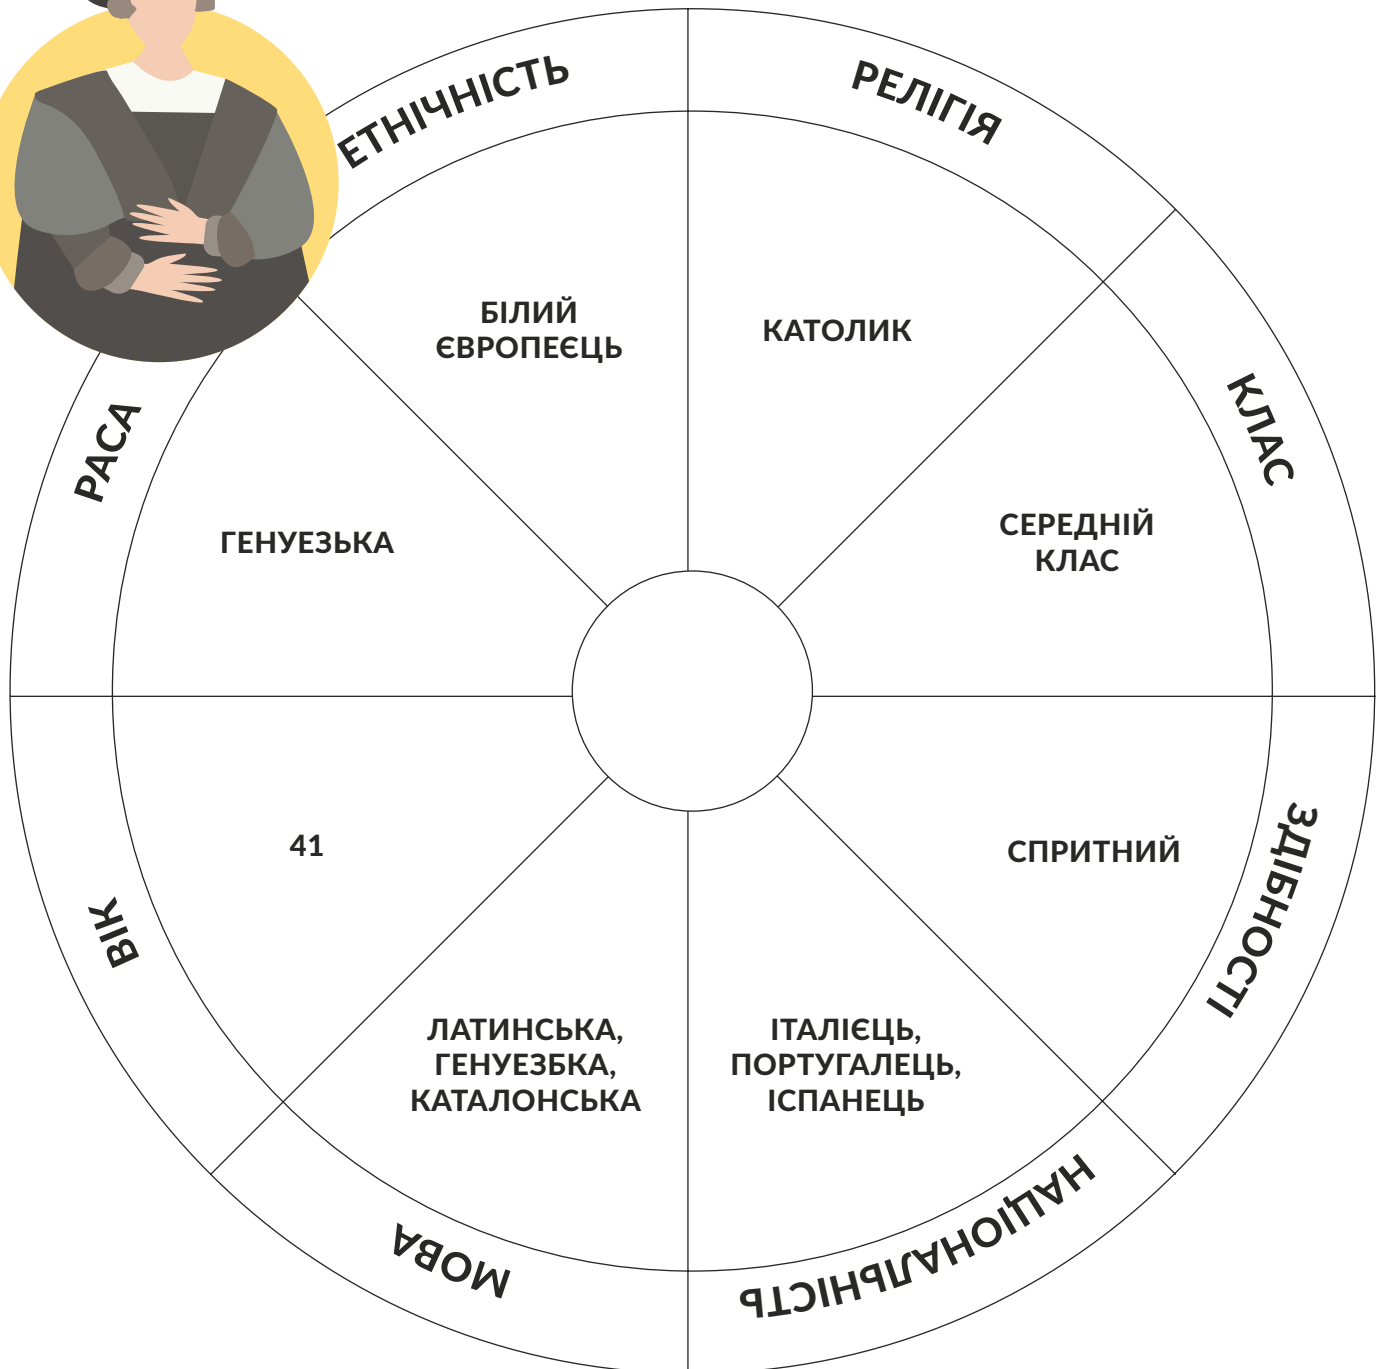 ЕТНІЧНІСТЬ
БІЛИЙ
ЄВРОПЕЄЦЬ
РЕЛІГІЯ
КАТОЛИК
КЛАС
СЕРЕДНІЙ
КЛАС
ЗДІБНОСТІ
СПРИТНИЙ
НАЦІОНАЛЬНІСТЬ
ІТАЛІЄЦЬ,
ПОРТУГАЛЕЦЬ,
ІСПАНЕЦЬ
МОВА
ЛАТИНСЬКА,
ГЕНУЕЗБКА,
КАТАЛОНСЬКА
ВІК
41
РАСА
ГЕНУЕЗЬКА